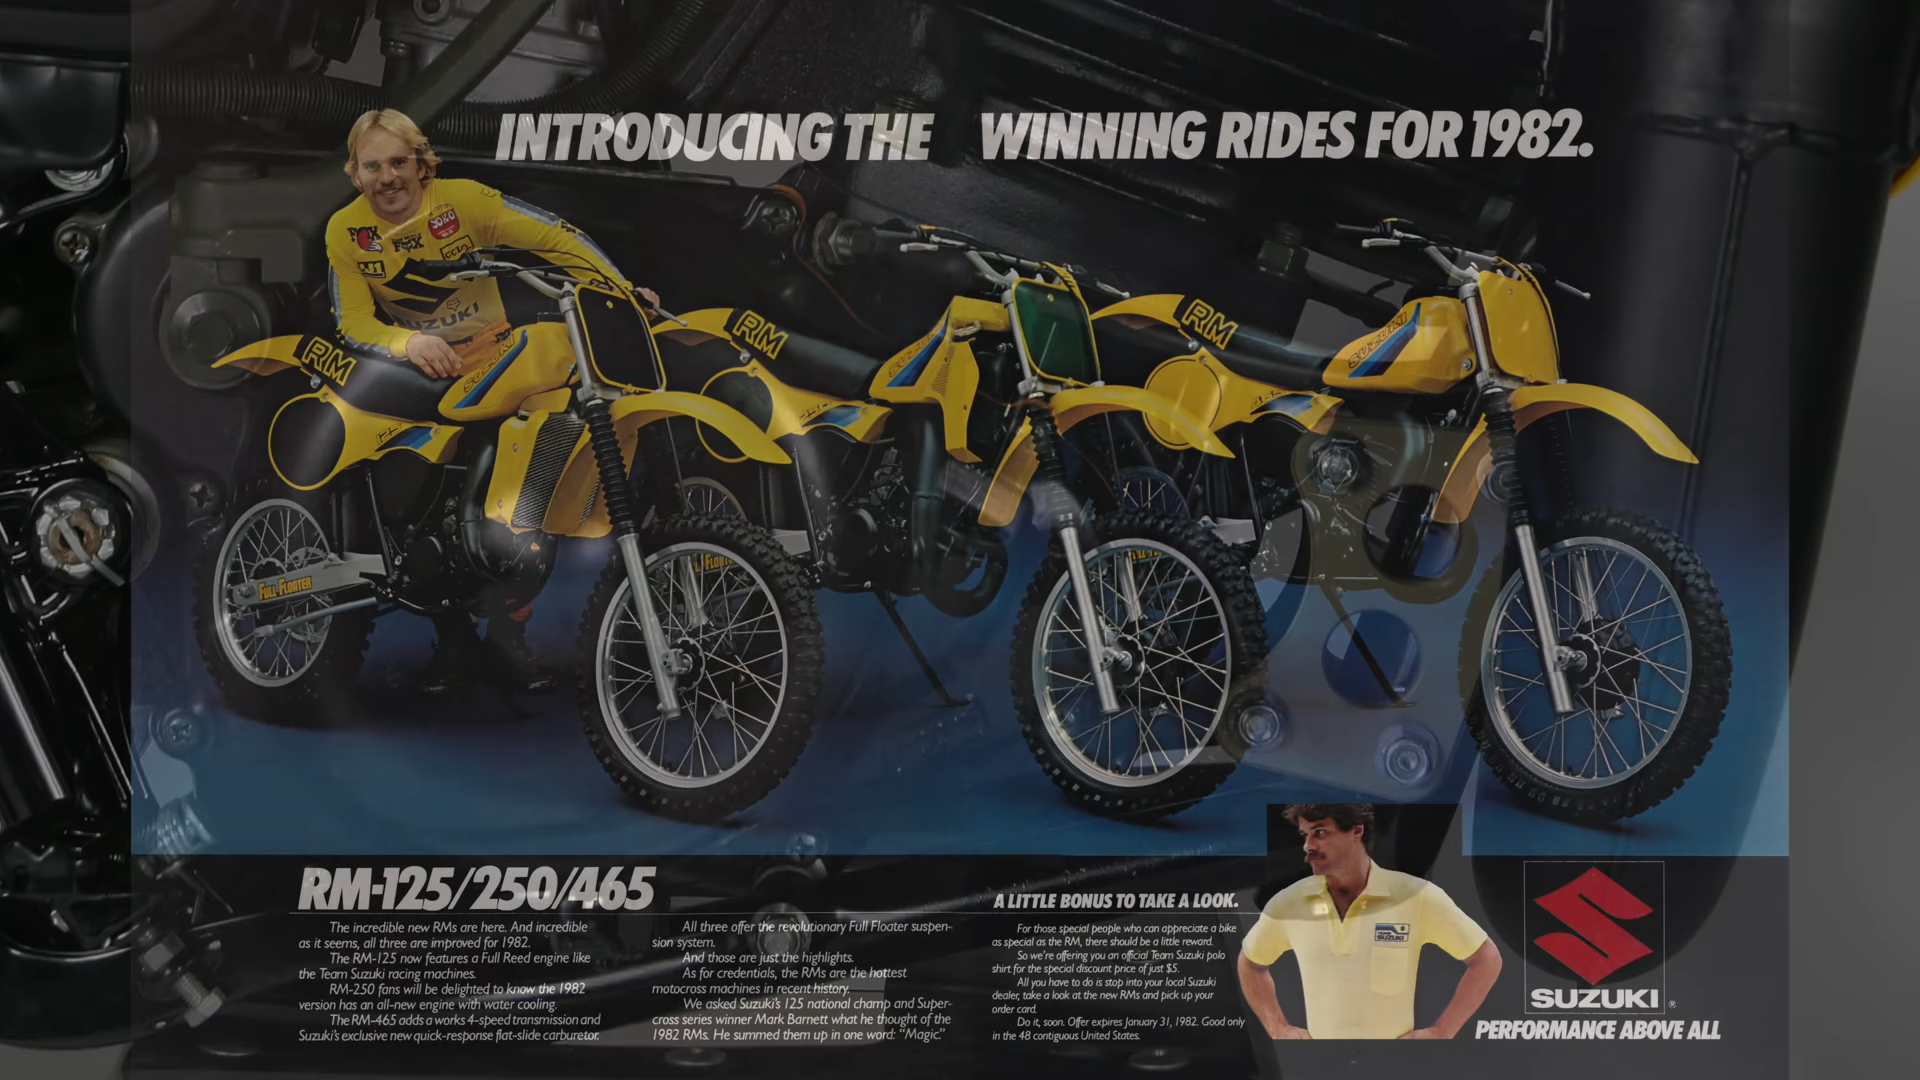 INTRODUCING THE WINNING RIDES FOR 1982.
FOX
SUZUKI
RM
SUZUKI
125
FULL FLOATER
RM
SUZUKI
RM
SUZUKI
RM-125/250/465
The incredible new RMs are here. And incredible
as it seems, all three are improved for 1982.
The RM-125 now features a Full Reed engine like
the Team Suzuki racing machines.
RM-250 fans will be delighted to know the 1982
version has an all-new engine with water cooling.
The RM-465 adds a works 4-speed transmission and
Suzuki's exclusive new quick-response flat-slide carburetor.
All three offer the revolutionary Full Floater suspen-
sion system.
And those are just the highlights.
As for credentials, the RMs are the hottest
motocross machines in recent history.
We asked Suzuki's 125 national champ and Super-
cross series winner Mark Barnett what he thought of the
1982 RMs. He summed them up in one word: "Magic."
A LITTLE BONUS TO TAKE A LOOK.
For those special people who can appreciate a bike
as special as the RM, there should be a little reward.
So we're offering you an official Team Suzuki polo
shirt for the special discount price of just $5.
All you have to do is stop into your local Suzuki
dealer, take a look at the new RMs and pick up your
order card.
Do it, soon. Offer expires January 31, 1982. Good only
in the 48 contiguous United States.
SUZUKI
SUZUKI®
PERFORMANCE ABOVE ALL